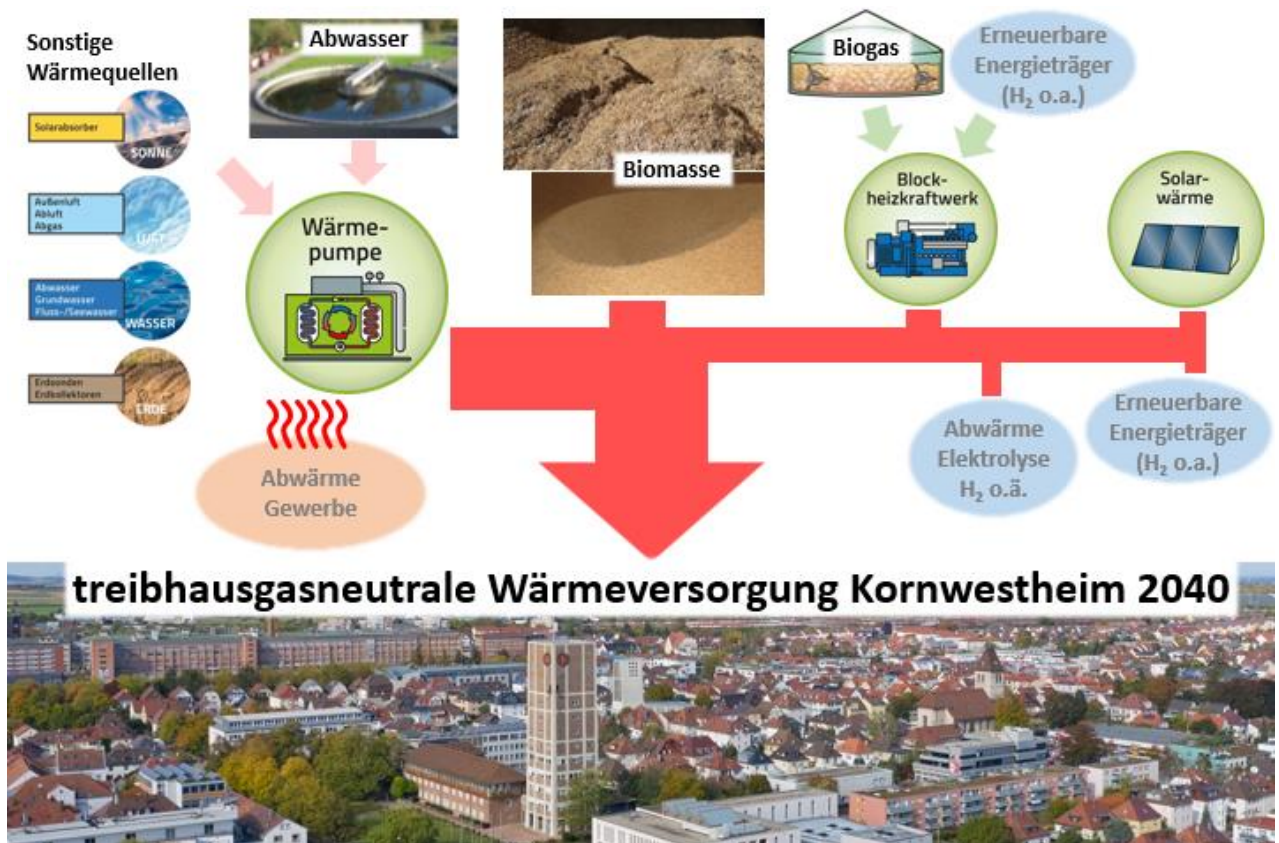 Sonstige
Wärmequellen
Solarabsorber
SONNE
Außenluft
Abluft
Abgas
LUFT
Abwasser
Grundwasser
Fluss-/Seewasser
WASSER
Erdsonden
Erdkollektoren
ERDE
Abwasser
Wärme-
pumpe
Abwärme
Gewerbe
Biomasse
Biogas
Erneuerbare
Energieträger
(H₂ o.a.)
Block-
heizkraftwerk
Solar-
wärme
Abwärme
Elektrolyse
H₂ o.ä.
Erneuerbare
Energieträger
(H₂ o.a.)
treibhausgasneutrale Wärmeversorgung Kornwestheim 2040